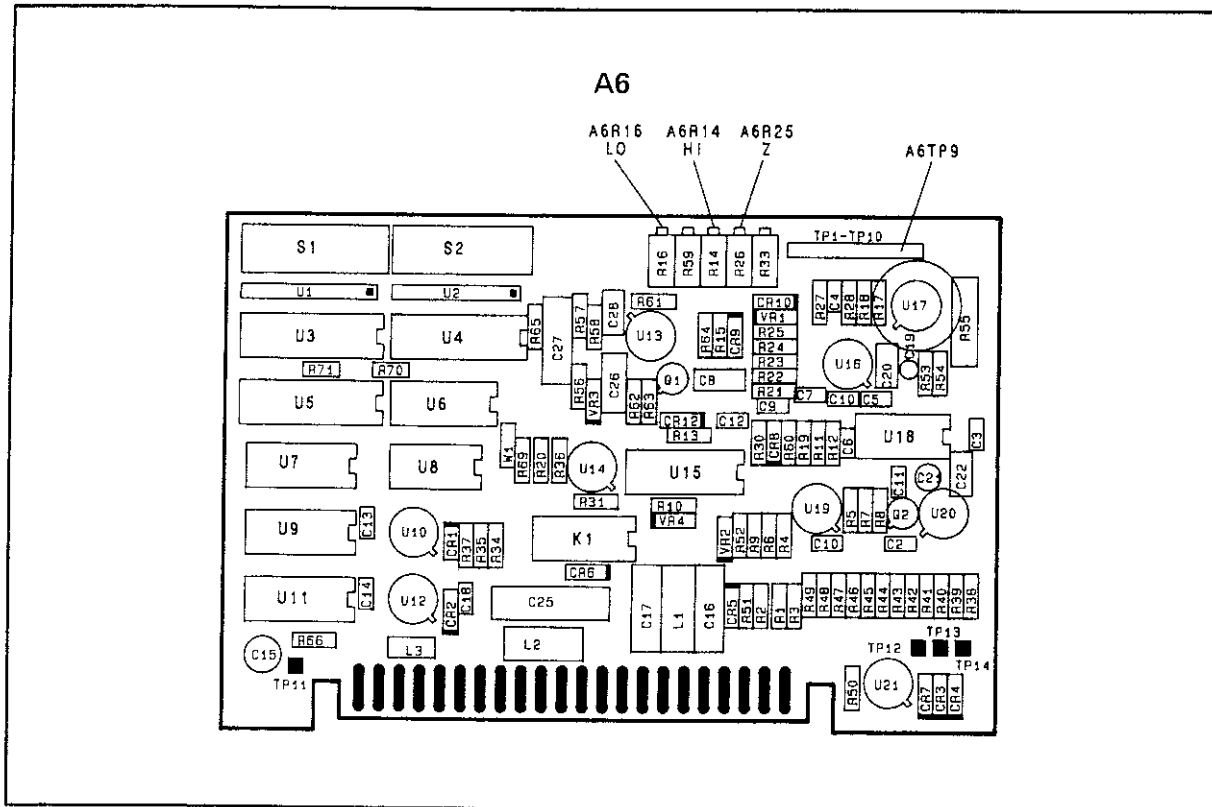 A6
A6R16 A6R14 A6R25
LO HI Z
A6TP9
S1 S2 R16 R59 R14 R26 R33 TP1-TP10
U1 U2
U3 U4 R65 C27 R57 R58 C28 R61 U13 R64 R15 CR9
CR10
VR1
R25
R24
R23
R22
R21
C9
R27 C4 R28 R18 R17 U17 R55
U16 C20 C19 R53 R54
R71 R70 R56 VR3 C26 R62 R63 Q1 C8 C7 C10 C5
U5 U6 CR12 R13 C12
R30 CR8 R60 R19 R11 R12 C6 U18 C3
U7 U8 W1 R69 R20 R36 U14 U15 C11 C21 C22
R31 R10
VR4
U9 C13 U10 CR1 R37 R35 R34 K1 VR2 R52 R9 R6 R4 U19 R5 R7 R8 Q2 U20
C10 C2
CR6
U11 C14 U12 CR2 C18 C25 C17 L1 C16 CR5 R51 R2 R1 R3 R49 R48 R47 R46 R45 R44 R43 R42 R41 R40 R39 R38
C15 R66 L3 L2 TP12 TP13 TP14
TP11 R50 U21 CR7 CR3 CR4